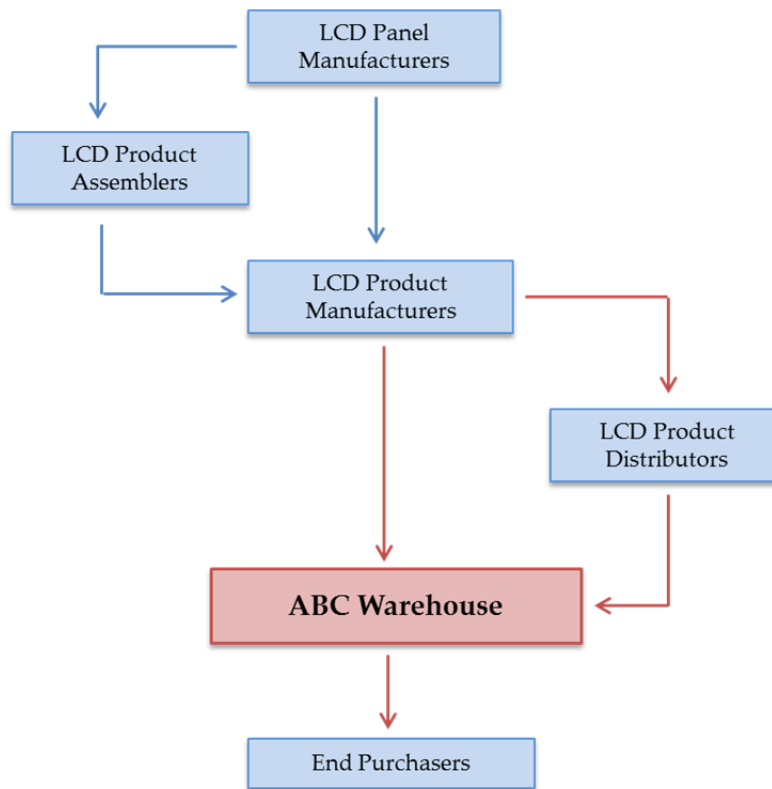 LCD Panel
Manufacturers
LCD Product
Assemblers
LCD Product
Manufacturers
LCD Product
Distributors
ABC Warehouse
End Purchasers